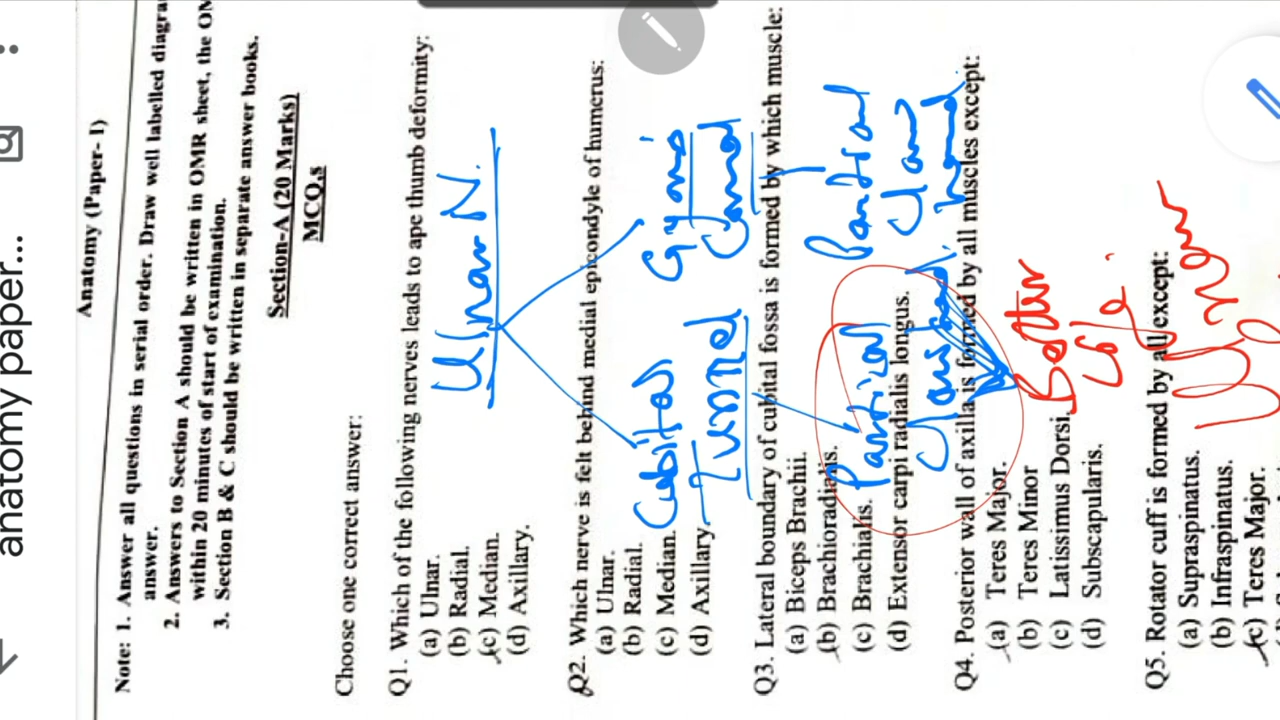 anatomy paper...
Anatomy (Paper- I)
Note: 1. Answer all questions in serial order. Draw well labelled diagra
answer.
2. Answers to Section A should be written in OMR sheet, the OM
within 20 minutes of start of examination.
3. Section B & C should be written in separate answer books.
Section-A (20 Marks)
MCQ,s
Choose one correct answer:
Q1. Which of the following nerves leads to ape thumb deformity:
(a) Ulnar.
(b) Radial.
(c) Median.
(d) Axillary.
Ulnar N.
Q2. Which nerve is felt behind medial epicondyle of humerus:
(a) Ulnar.
(b) Radial.
(c) Median.
(d) Axillary
Cubital
Tunnel
Q3. Lateral boundary of cubital fossa is formed by which muscle:
(a) Biceps Brachii.
(b) Brachioradialis.
(c) Brachialis.
(d) Extensor carpi radialis longus.
Partial
Claw
hand
Q4. Posterior wall of axilla is formed by all muscles except:
(a) Teres Major.
(b) Teres Minor
(c) Latissimus Dorsi.
(d) Subscapularis.
Q5. Rotator cuff is formed by all except:
(a) Supraspinatus.
(b) Infraspinatus.
(c) Teres Major.